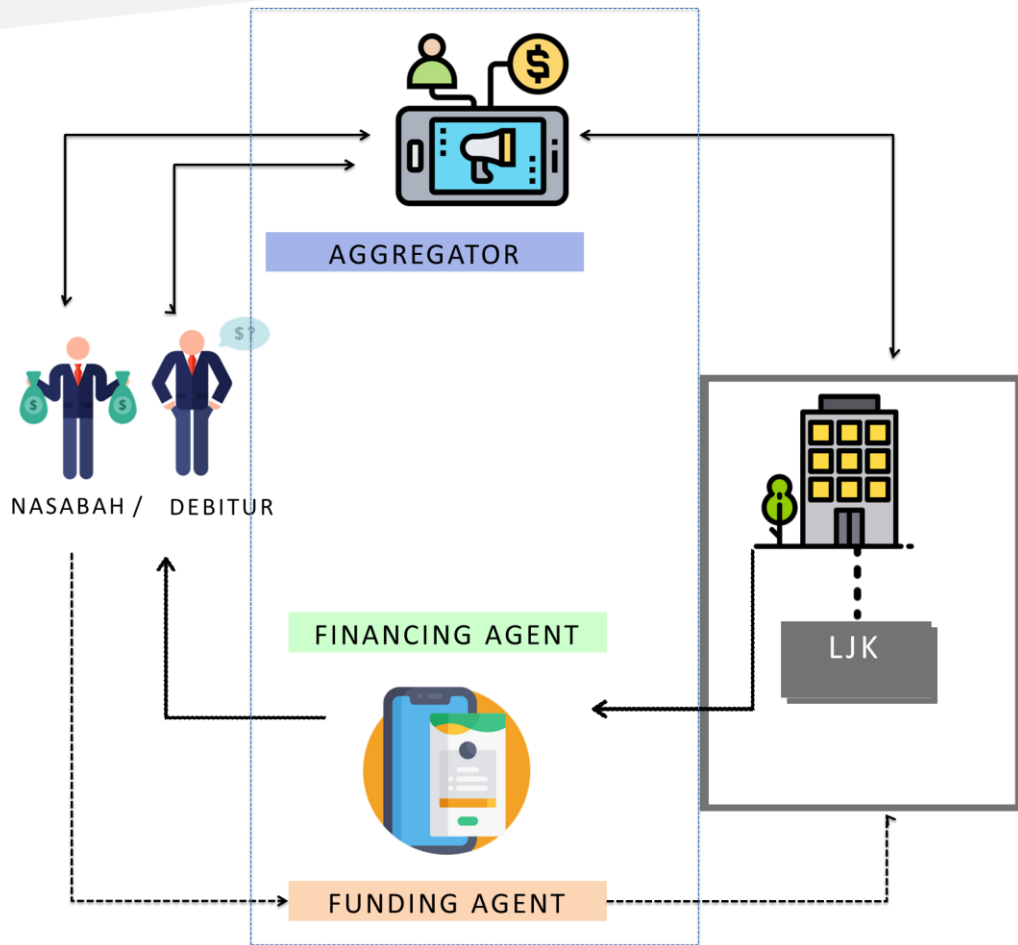 $
AGGREGATOR
$?
$ $
NASABAH / DEBITUR
FINANCING AGENT
LJK
FUNDING AGENT